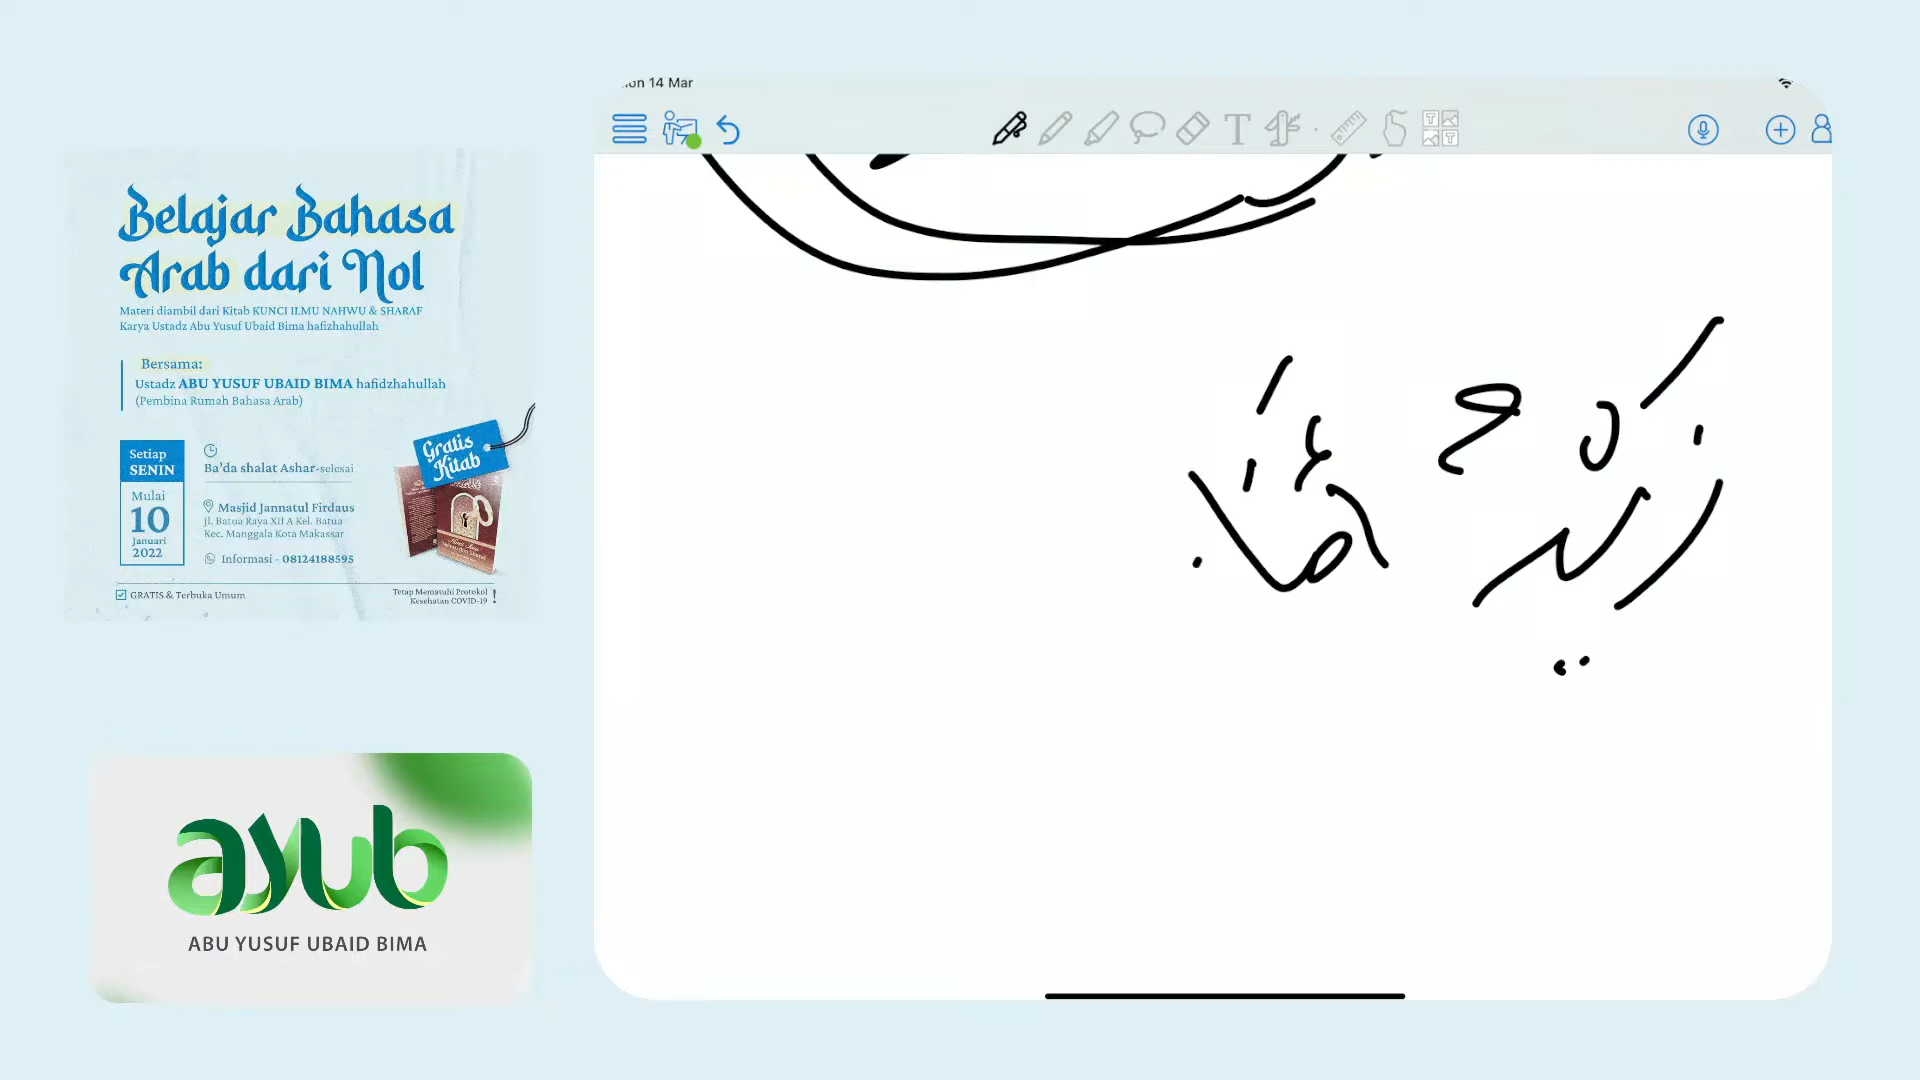 Mon 14 Mar
Belajar Bahasa
Arab dari Nol
Materi diambil dari Kitab KUNCI ILMU NAHWU & SHARAF
Karya Ustadz Abu Yusuf Ubaid Bima hafizhahullah
Bersama:
Ustadz ABU YUSUF UBAID BIMA hafidzhahullah
(Pembina Rumah Bahasa Arab)
Gratis
Kitab
Setiap
SENIN
Mulai
10
Januari
2022
Ba'da shalat Ashar-selesai
Masjid Jannatul Firdaus
Jl. Batua Raya XII A Kel. Batua
Kec. Manggala Kota Makassar
Informasi - 08124188595
GRATIS & Terbuka Umum
Tetap Mematuhi Protokol
Kesehatan COVID-19 !
زَيْدٌ
ayub
ABU YUSUF UBAID BIMA